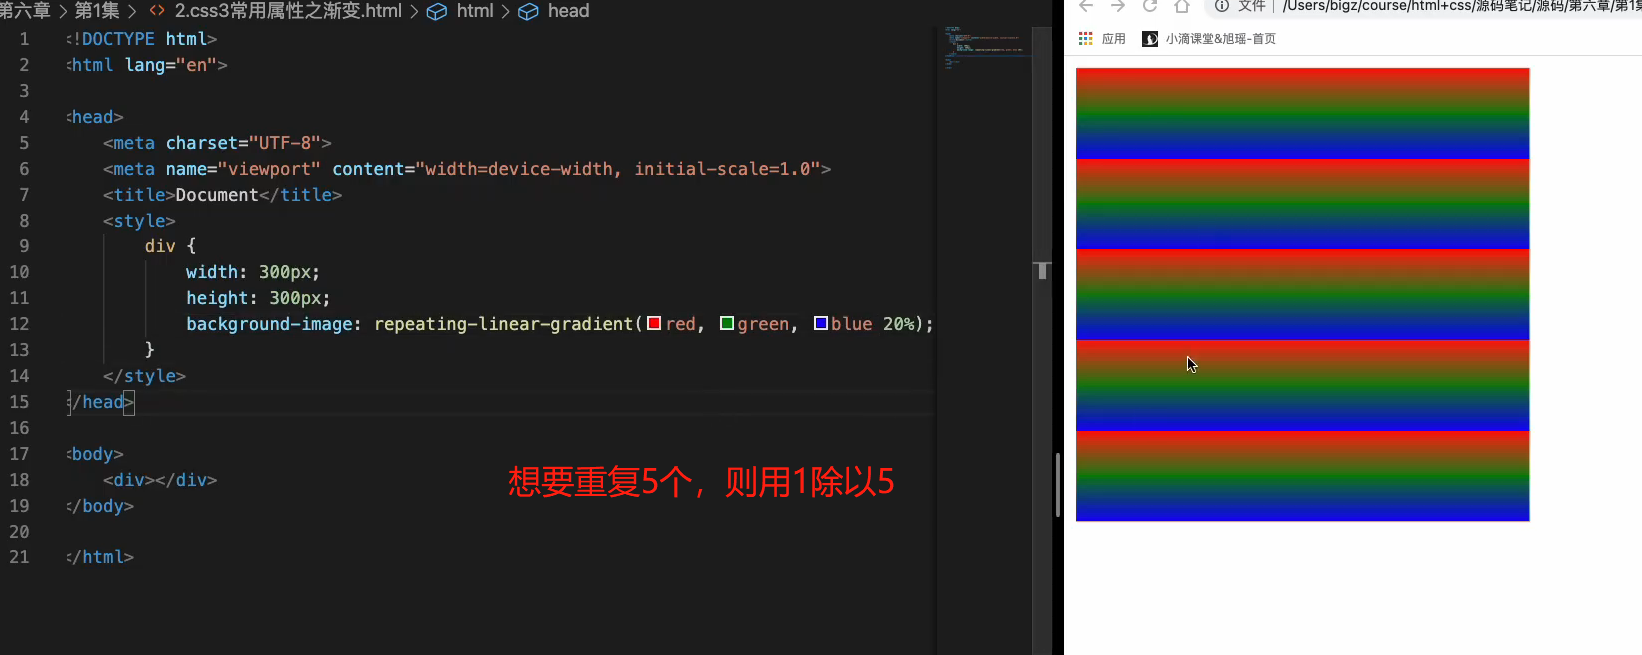 第六章 > 第1集 > <> 2.css3常用属性之渐变.html > html > head
1 <!DOCTYPE html>
2 <html lang="en">
3
4 <head>
5 <meta charset="UTF-8">
6 <meta name="viewport" content="width=device-width, initial-scale=1.0">
7 <title>Document</title>
8 <style>
9 div {
10 width: 300px;
11 height: 300px;
12 background-image: repeating-linear-gradient(red, green, blue 20%);
13 }
14 </style>
15 </head>
16
17 <body>
18 <div></div>
19 </body>
20
21 </html>
想要重复5个，则用1除以5
文件 | /Users/bigz/course/html+css/源码笔记/源码/第六章/第1集
应用 小滴课堂&旭瑶-首页